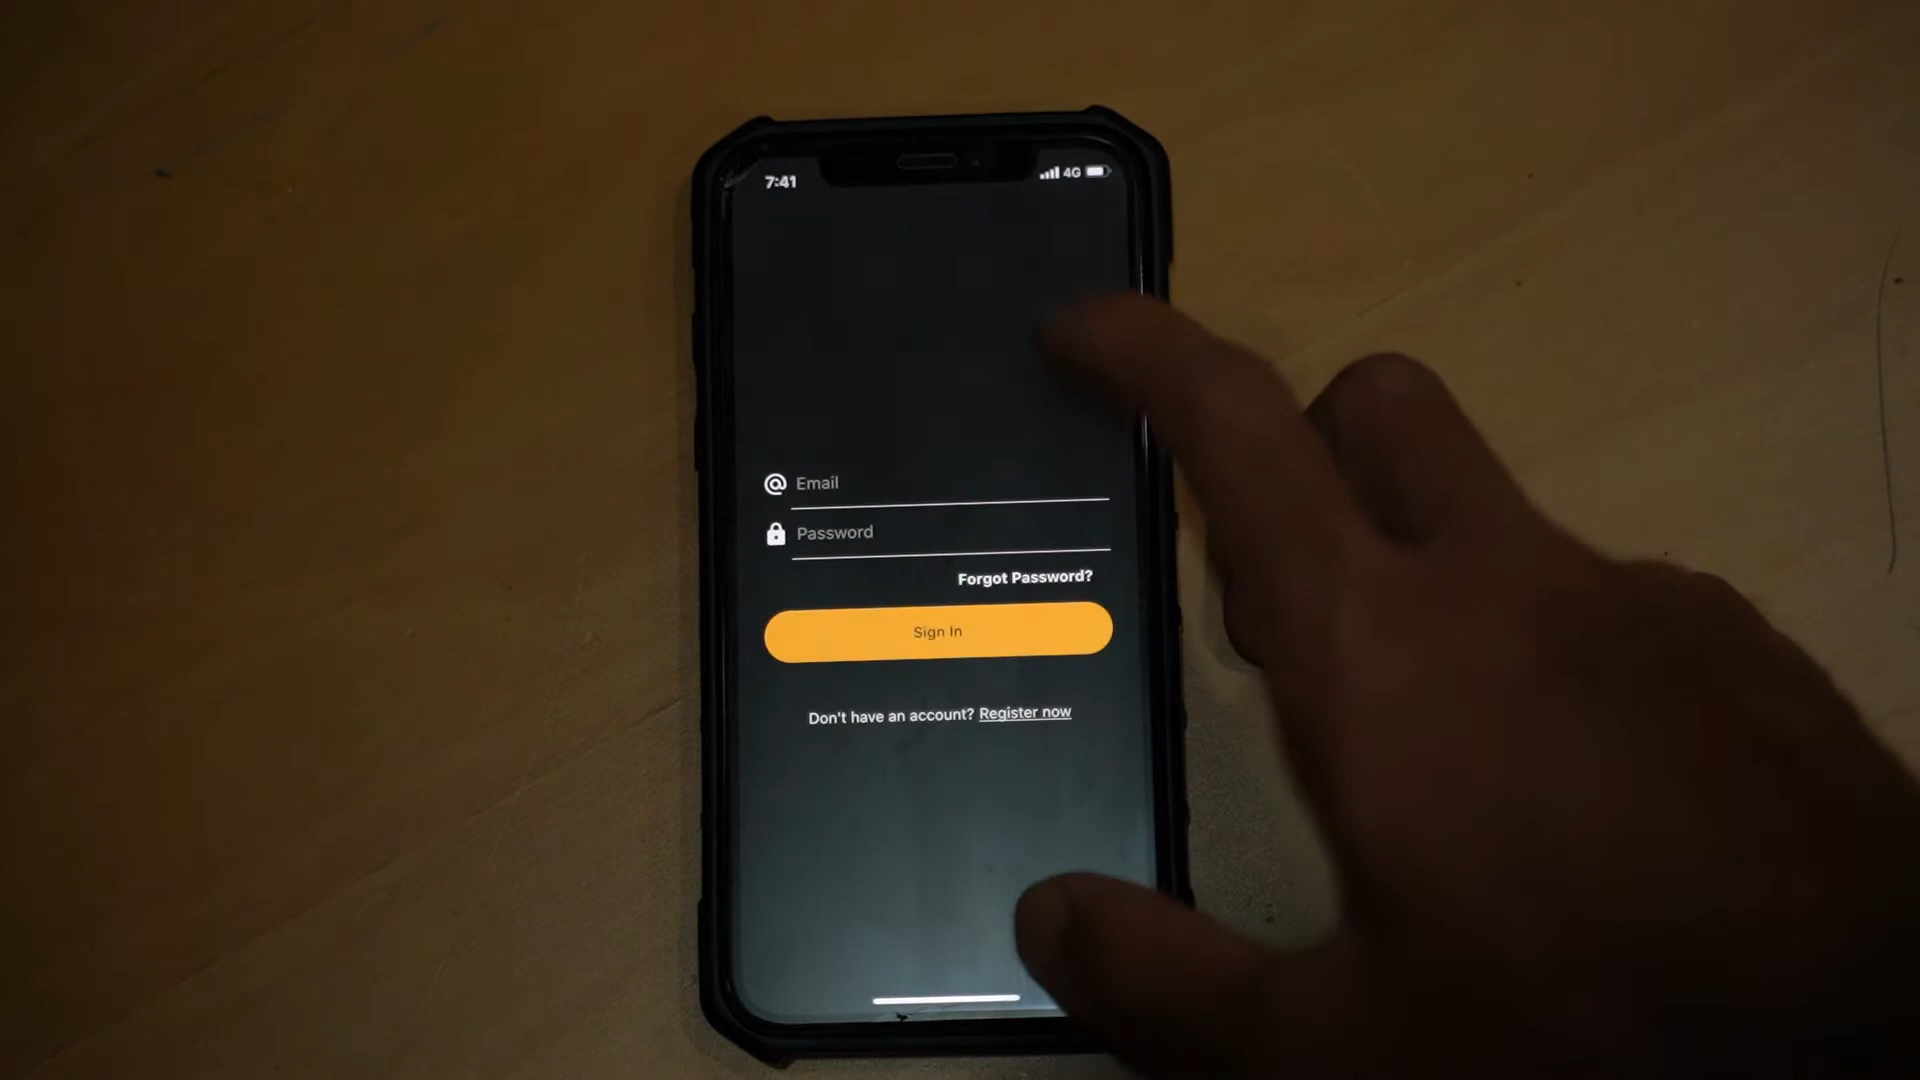 7:41 4G
@ Email
Password
Forgot Password?
Sign In
Don't have an account? Register now